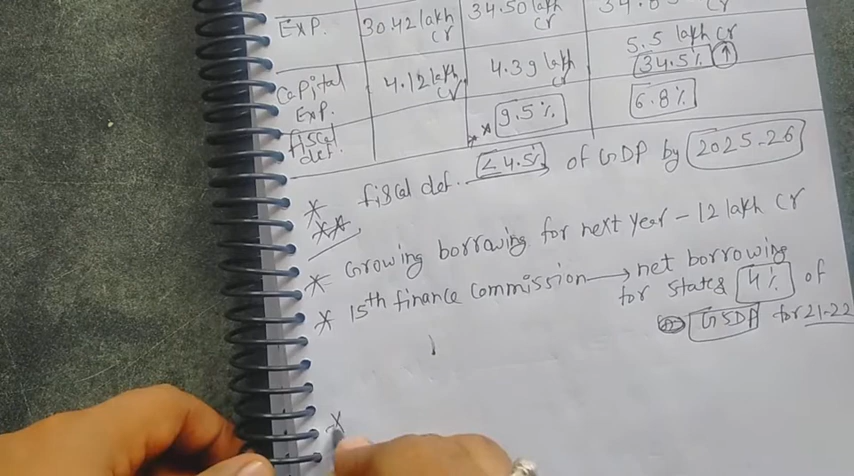 Exp. 30.42 lakh cr 34.50 lakh cr cr
Capital Exp. 4.12 lakh cr 4.39 lakh cr 5.5 lakh cr 34.5% ↑
fiscal def. ** 9.5% 6.8%
* ** fiscal def. < 4.5% of GDP by 2025-26
* Growing borrowing for next year - 12 lakh cr
* 15th finance commission → net borrowing
for states 4% of
GSDP for 21-22
*